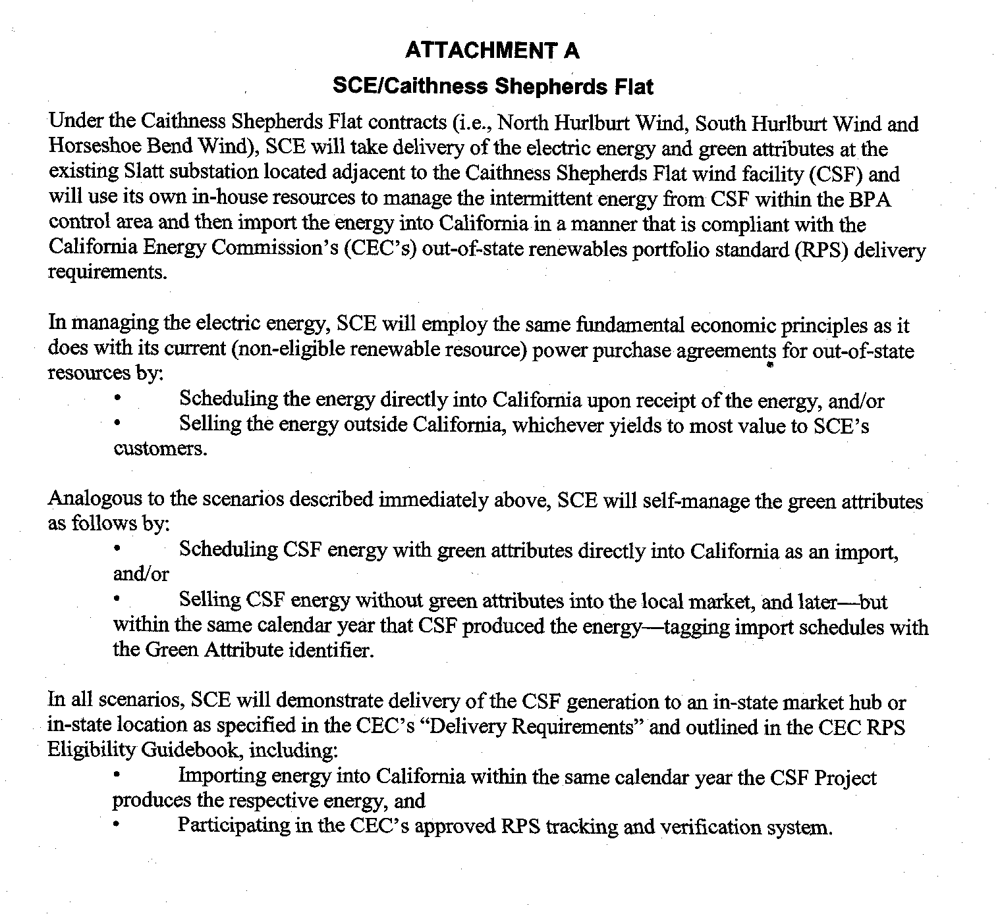 ATTACHMENT A
SCE/Caithness Shepherds Flat
Under the Caithness Shepherds Flat contracts (i.e., North Hurlburt Wind, South Hurlburt Wind and
Horseshoe Bend Wind), SCE will take delivery of the electric energy and green attributes at the
existing Slatt substation located adjacent to the Caithness Shepherds Flat wind facility (CSF) and
will use its own in-house resources to manage the intermittent energy from CSF within the BPA
control area and then import the energy into California in a manner that is compliant with the
California Energy Commission's (CEC's) out-of-state renewables portfolio standard (RPS) delivery
requirements.
In managing the electric energy, SCE will employ the same fundamental economic principles as it
does with its current (non-eligible renewable resource) power purchase agreements for out-of-state
resources by:
• Scheduling the energy directly into California upon receipt of the energy, and/or
• Selling the energy outside California, whichever yields to most value to SCE's
customers.
Analogous to the scenarios described immediately above, SCE will self-manage the green attributes
as follows by:
• Scheduling CSF energy with green attributes directly into California as an import,
and/or
• Selling CSF energy without green attributes into the local market, and later—but
within the same calendar year that CSF produced the energy—tagging import schedules with
the Green Attribute identifier.
In all scenarios, SCE will demonstrate delivery of the CSF generation to an in-state market hub or
in-state location as specified in the CEC's “Delivery Requirements” and outlined in the CEC RPS
Eligibility Guidebook, including:
• Importing energy into California within the same calendar year the CSF Project
produces the respective energy, and
• Participating in the CEC's approved RPS tracking and verification system.